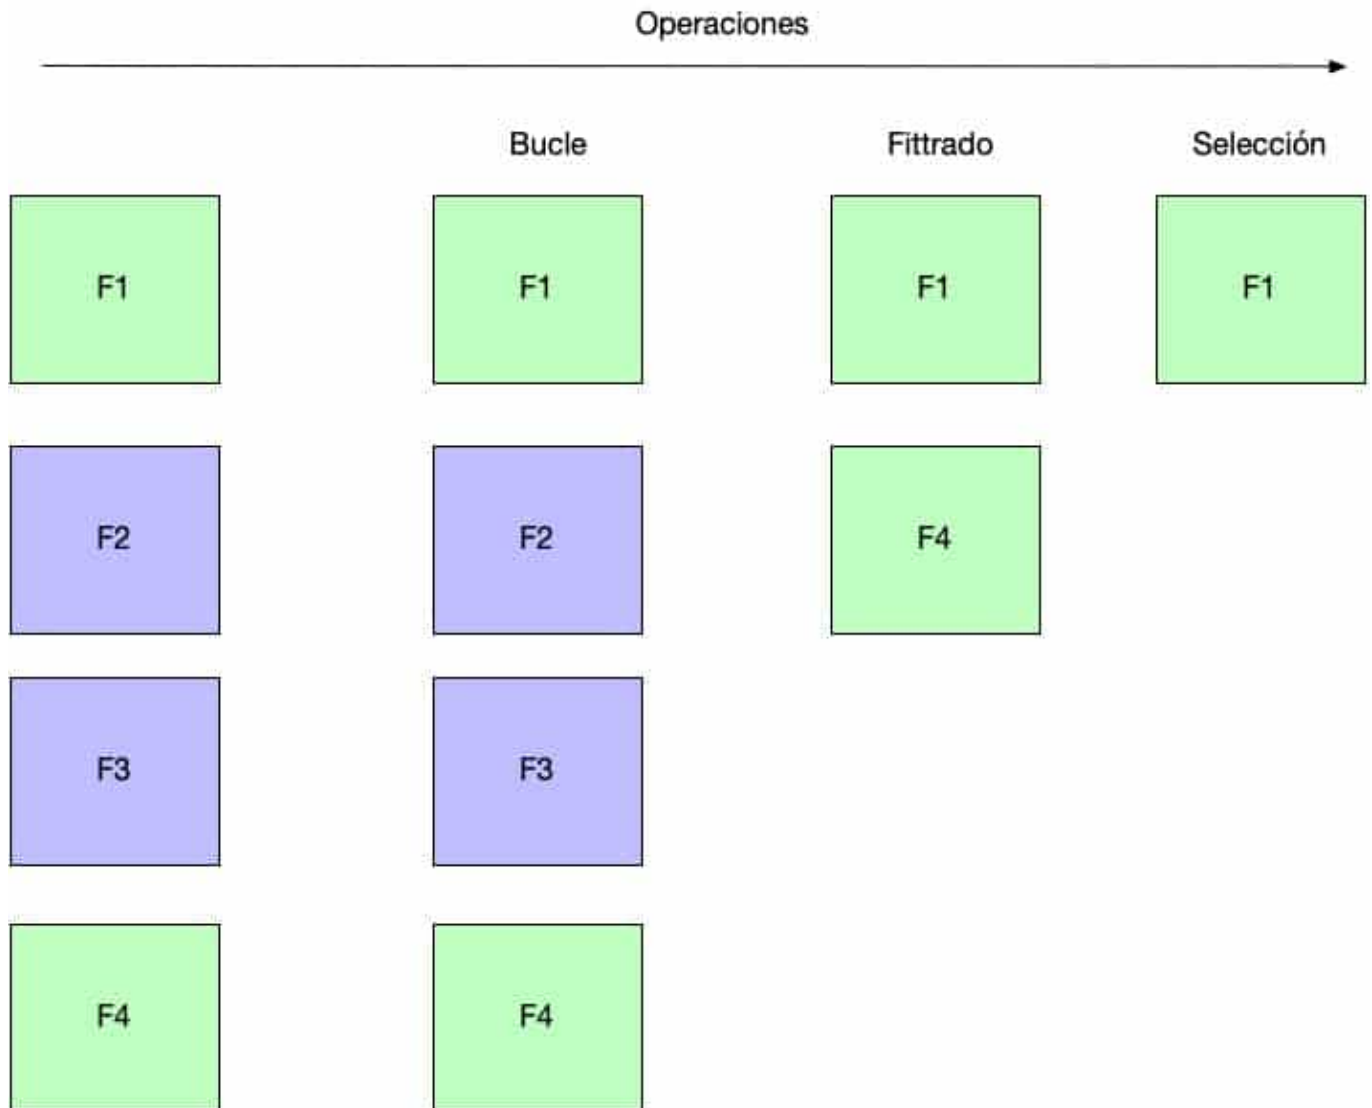 Operaciones
Bucle Fittrado Selección
F1 F1 F1 F1
F2 F2 F4
F3 F3
F4 F4